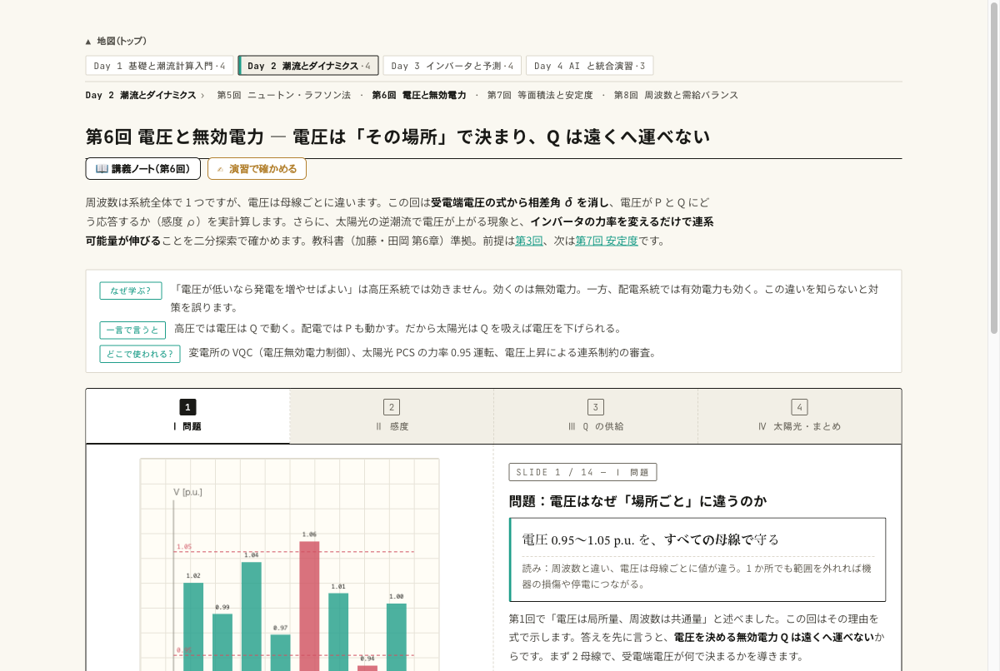 ▲ 地図(トップ)
Day 1 基礎と潮流計算入門·4 Day 2 潮流とダイナミクス·4 Day 3 インバータと予測·4 Day 4 AI と統合演習·3
Day 2 潮流とダイナミクス › 第5回 ニュートン・ラフソン法 · 第6回 電圧と無効電力 · 第7回 等面積法と安定度 · 第8回 周波数と需給バランス
第6回 電圧と無効電力 — 電圧は「その場所」で決まり、Q は遠くへ運べない
📖 講義ノート(第6回) ✍ 演習で確かめる
周波数は系統全体で 1 つですが、電圧は母線ごとに違います。この回は受電端電圧の式から相差角 δ を消し、電圧が P と Q にど
う応答するか（感度 ρ）を実計算します。さらに、太陽光の逆潮流で電圧が上がる現象と、インバータの力率を変えるだけで連系
可能量が伸びることを二分探索で確かめます。教科書（加藤・田岡 第6章）準拠。前提は第3回、次は第7回 安定度です。
なぜ学ぶ? 「電圧が低いなら発電を増やせばよい」は高圧系統では効きません。効くのは無効電力。一方、配電系統では有効電力も効く。この違いを知らないと対
策を誤ります。
一言で言うと 高圧では電圧は Q で動く。配電では P も動かす。だから太陽光は Q を吸えば電圧を下げられる。
どこで使われる? 変電所の VQC（電圧無効電力制御）、太陽光 PCS の力率 0.95 運転、電圧上昇による連系制約の審査。
1 2 3 4
Ⅰ 問題 Ⅱ 感度 Ⅲ Q の供給 Ⅳ 太陽光・まとめ
V [p.u.]
1.05
0.95
1.02
0.99
1.04
0.97
1.06
1.01
0.94
1.00
SLIDE 1 / 14 — Ⅰ 問題
問題：電圧はなぜ「場所ごと」に違うのか
電圧 0.95〜1.05 p.u. を、すべての母線で守る
読み：周波数と違い、電圧は母線ごとに値が違う。1 か所でも範囲を外れれば機
器の損傷や停電につながる。
第1回で「電圧は局所量、周波数は共通量」と述べました。この回はその理由を
式で示します。答えを先に言うと、電圧を決める無効電力 Q は遠くへ運べないか
らです。まず 2 母線で、受電端電圧が何で決まるかを導きます。